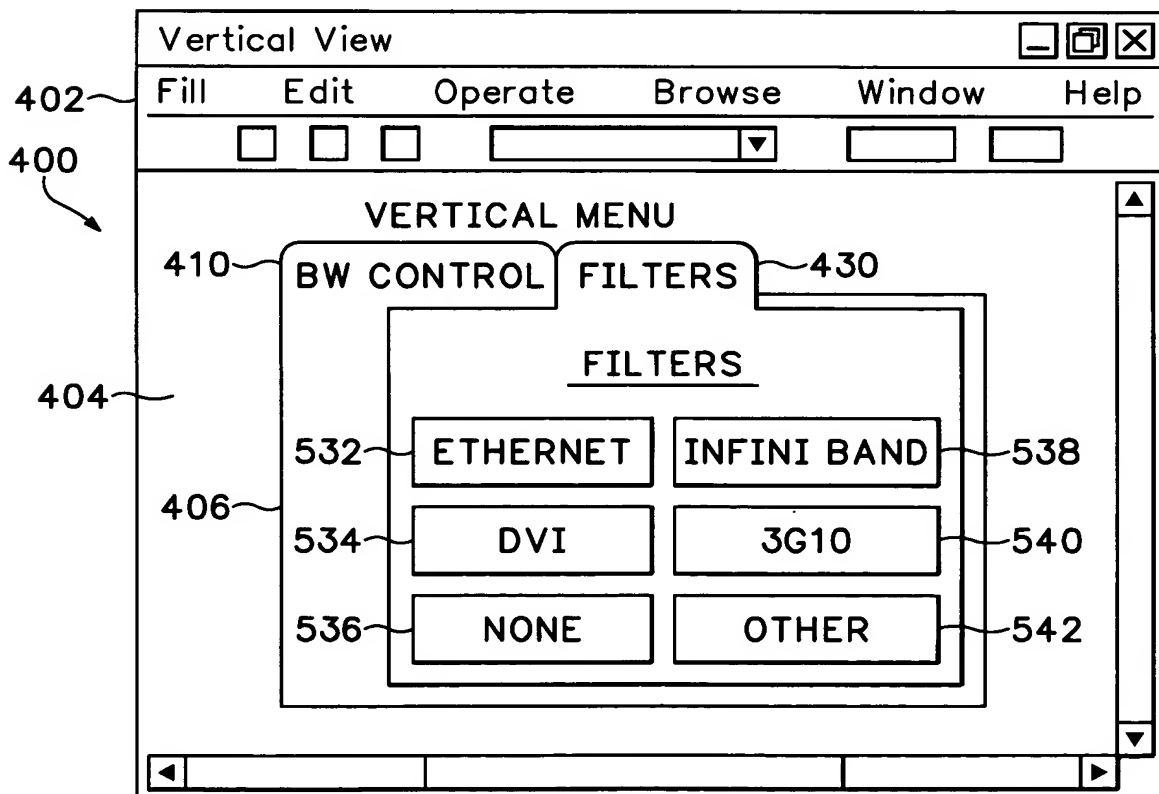 Vertical View
Fill Edit Operate Browse Window Help
402
400
VERTICAL MENU
410 BW CONTROL FILTERS 430
FILTERS
404
532 ETHERNET INFINI BAND 538
406
534 DVI 3G10 540
536 NONE OTHER 542